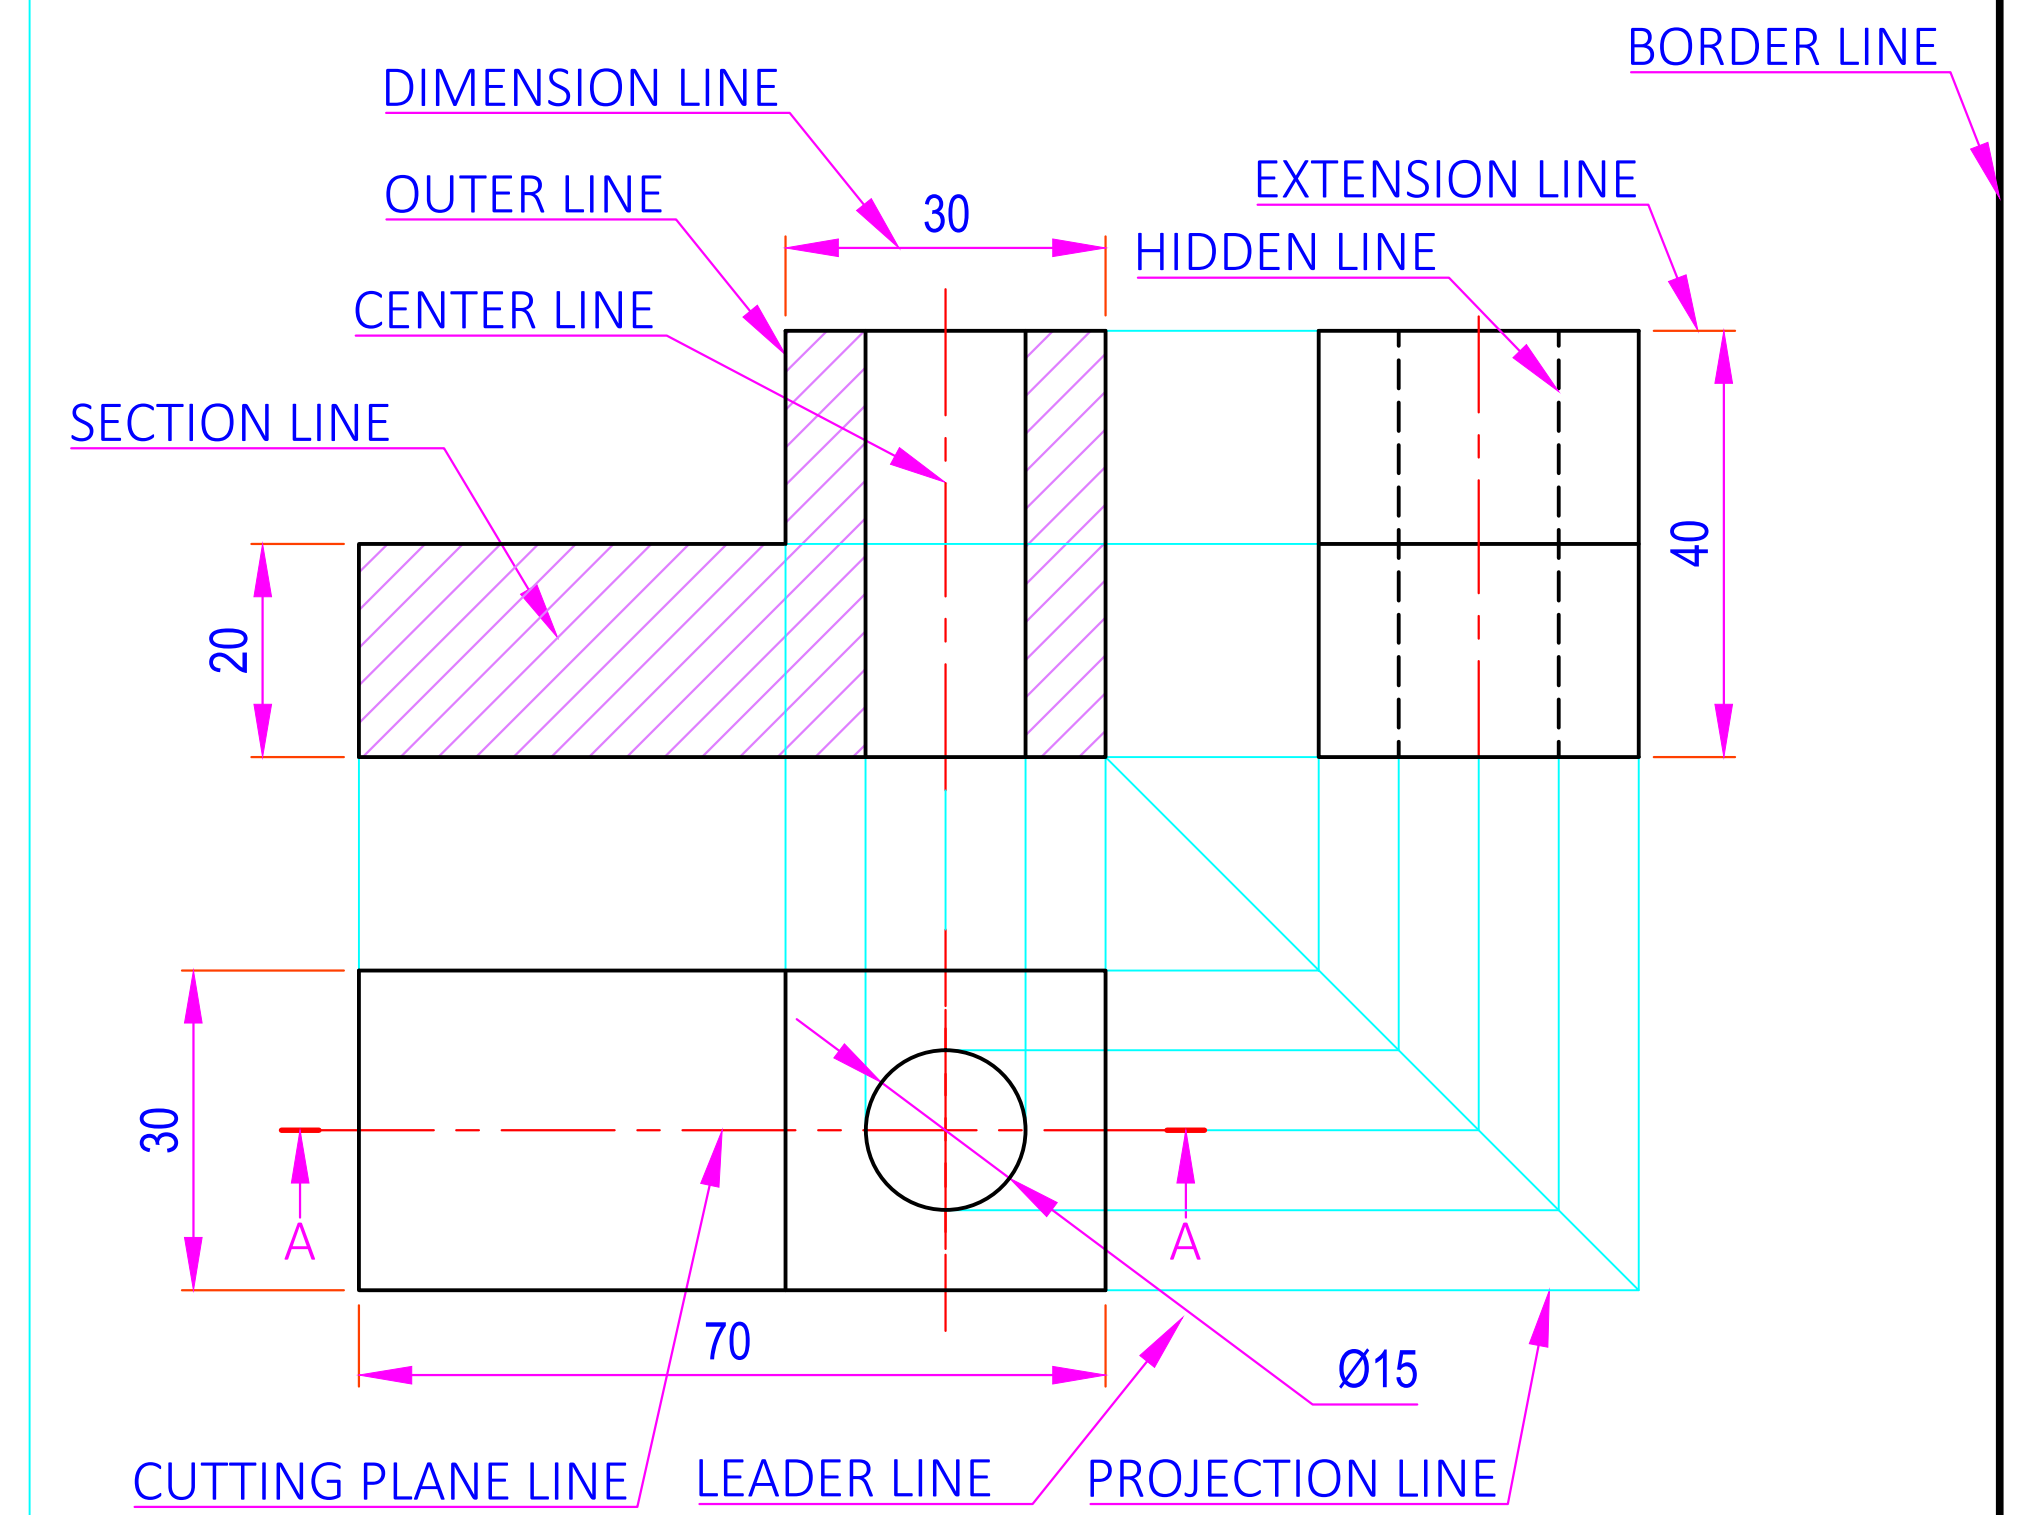 BORDER LINE
DIMENSION LINE
EXTENSION LINE
OUTER LINE
30
HIDDEN LINE
CENTER LINE
SECTION LINE
40
20
30
A
A
70
Ø15
CUTTING PLANE LINE
LEADER LINE
PROJECTION LINE